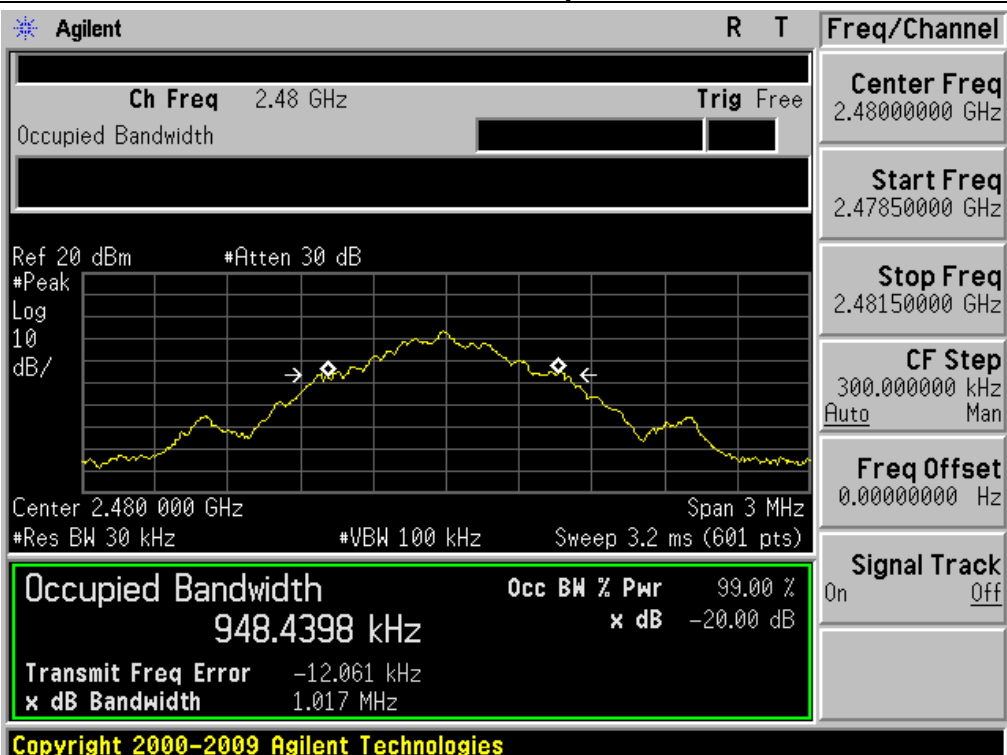 Agilent R T
Ch Freq 2.48 GHz Trig Free
Occupied Bandwidth
Ref 20 dBm #Atten 30 dB
#Peak
Log
10
dB/
Center 2.480 000 GHz Span 3 MHz
#Res BW 30 kHz #VBW 100 kHz Sweep 3.2 ms (601 pts)
Occupied Bandwidth
948.4398 kHz
Occ BW % Pwr 99.00 %
x dB -20.00 dB
Transmit Freq Error -12.061 kHz
x dB Bandwidth 1.017 MHz
Copyright 2000-2009 Agilent Technologies
Freq/Channel
Center Freq
2.48000000 GHz
Start Freq
2.47850000 GHz
Stop Freq
2.48150000 GHz
CF Step
300.000000 kHz
Auto Man
Freq Offset
0.00000000 Hz
Signal Track
On Off